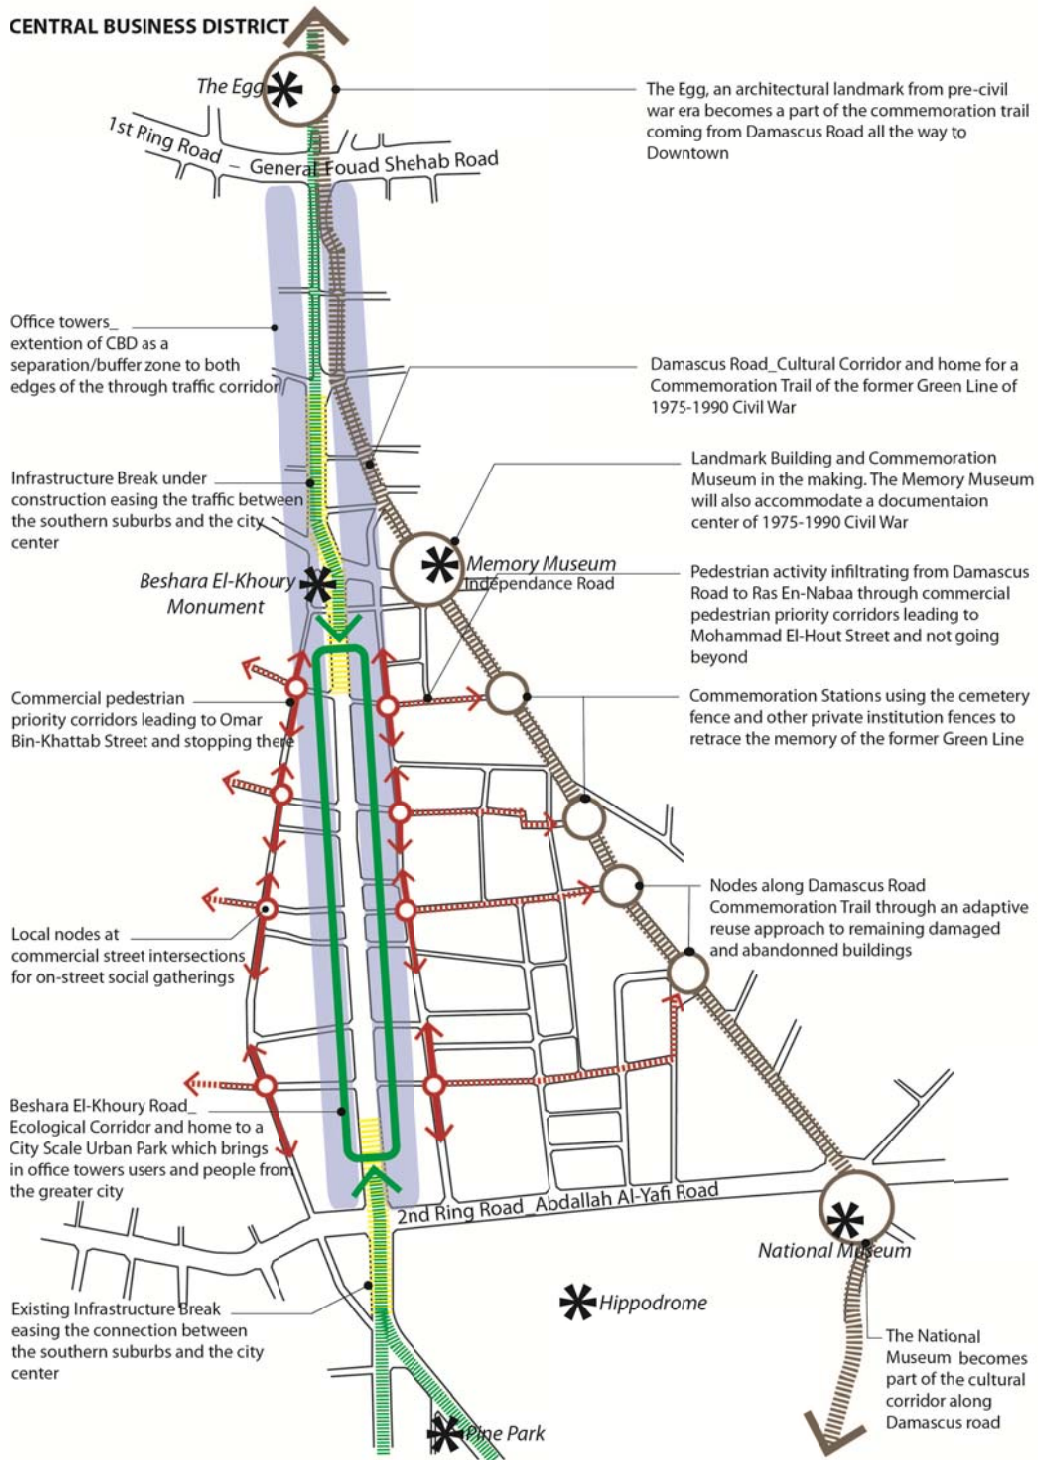 CENTRAL BUSINESS DISTRICT
The Egg
The Egg, an architectural landmark from pre-civil
war era becomes a part of the commemoration trail
coming from Damascus Road all the way to
Downtown
1st Ring Road _ General Fouad Shehab Road
Office towers_
extention of CBD as a
separation/buffer zone to both
edges of the through traffic corridor
Damascus Road_Cultural Corridor and home for a
Commemoration Trail of the former Green Line of
1975-1990 Civil War
Infrastructure Break under
construction easing the traffic between
the southern suburbs and the city
center
Landmark Building and Commemoration
Museum in the making. The Memory Museum
will also accommodate a documentaion
center of 1975-1990 Civil War
Beshara El-Khoury
Monument
Memory Museum
Independance Road
Pedestrian activity infiltrating from Damascus
Road to Ras En-Nabaa through commercial
pedestrian priority corridors leading to
Mohammad El-Hout Street and not going
beyond
Commercial pedestrian
priority corridors leading to Omar
Bin-Khattab Street and stopping there
Commemoration Stations using the cemetery
fence and other private institution fences to
retrace the memory of the former Green Line
Local nodes at
commercial street intersections
for on-street social gatherings
Nodes along Damascus Road
Commemoration Trail through an adaptive
reuse approach to remaining damaged
and abandonned buildings
Beshara El-Khoury Road_
Ecological Corridor and home to a
City Scale Urban Park which brings
in office towers users and people from
the greater city
2nd Ring Road_Abdallah Al-Yafi Road
National Museum
Hippodrome
Existing Infrastructure Break
easing the connection between
the southern suburbs and the city
center
The National
Museum becomes
part of the cultural
corridor along
Damascus road
Pine Park